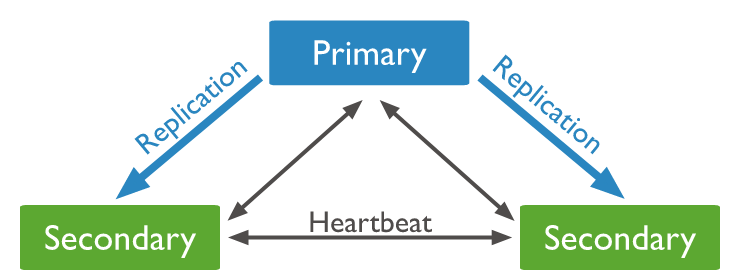 Primary
Replication
Replication
Heartbeat
Secondary
Secondary